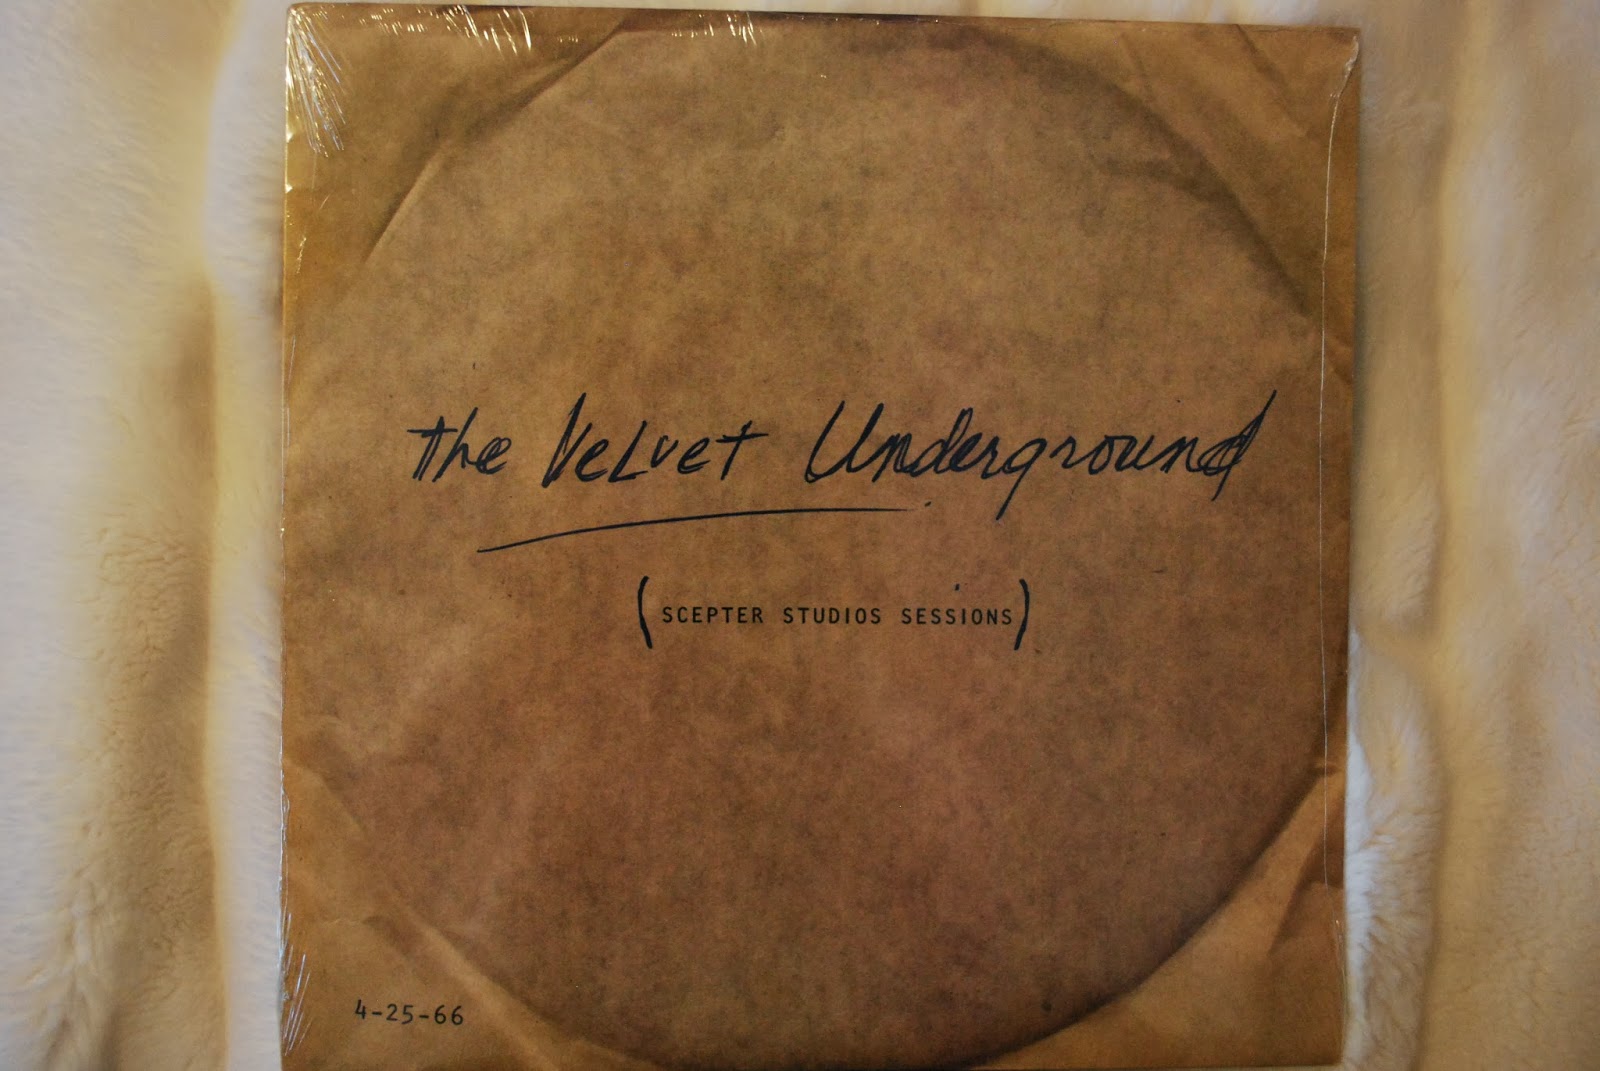 the VeLvet Underground
(SCEPTER STUDIOS SESSIONS)
4-25-66